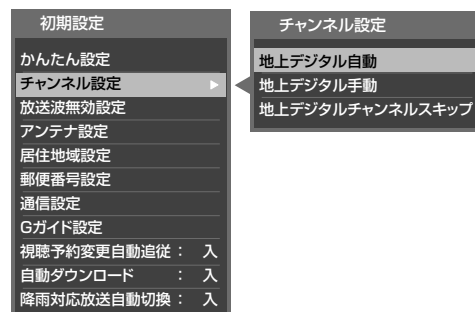 初期設定
かんたん設定
チャンネル設定
放送波無効設定
アンテナ設定
居住地域設定
郵便番号設定
通信設定
Gガイド設定
視聴予約変更自動追従： 入
自動ダウンロード ： 入
降雨対応放送自動切換： 入
チャンネル設定
地上デジタル自動
地上デジタル手動
地上デジタルチャンネルスキップ